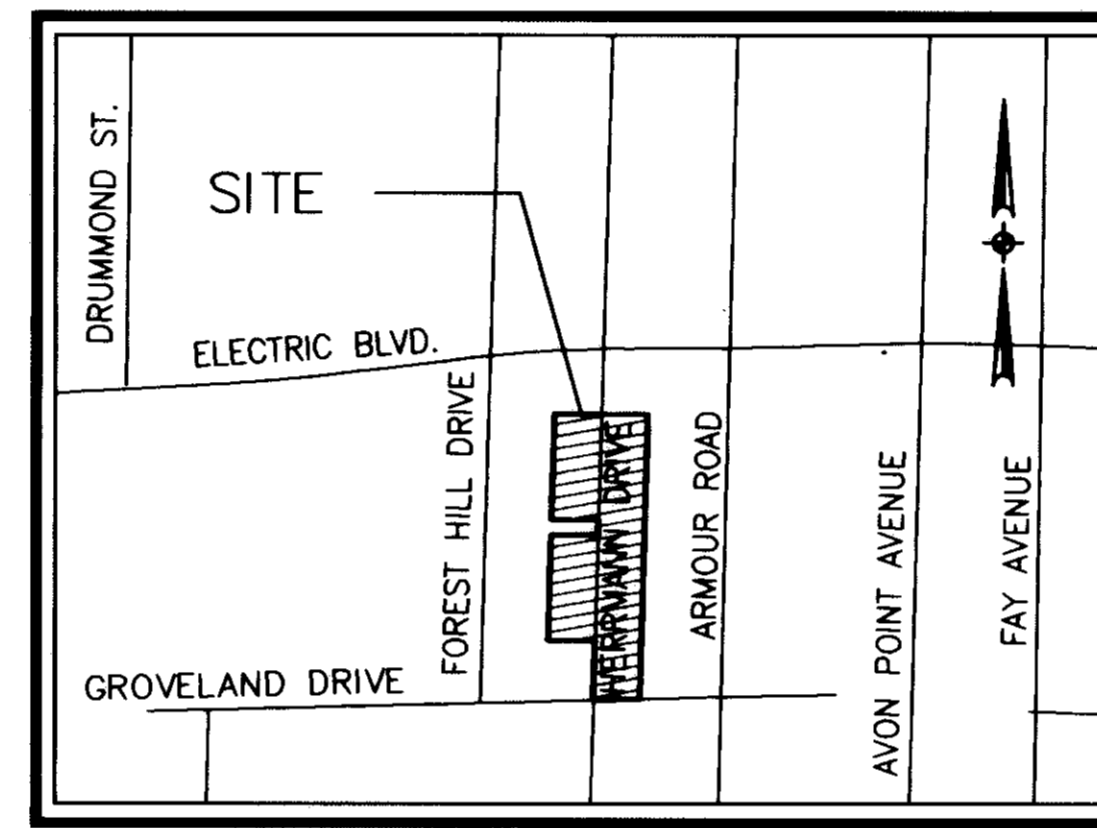 DRUMMOND ST.
SITE
ELECTRIC BLVD.
FOREST HILL DRIVE
DRIVE
ARMOUR ROAD
AVON POINT AVENUE
FAY AVENUE
GROVELAND DRIVE